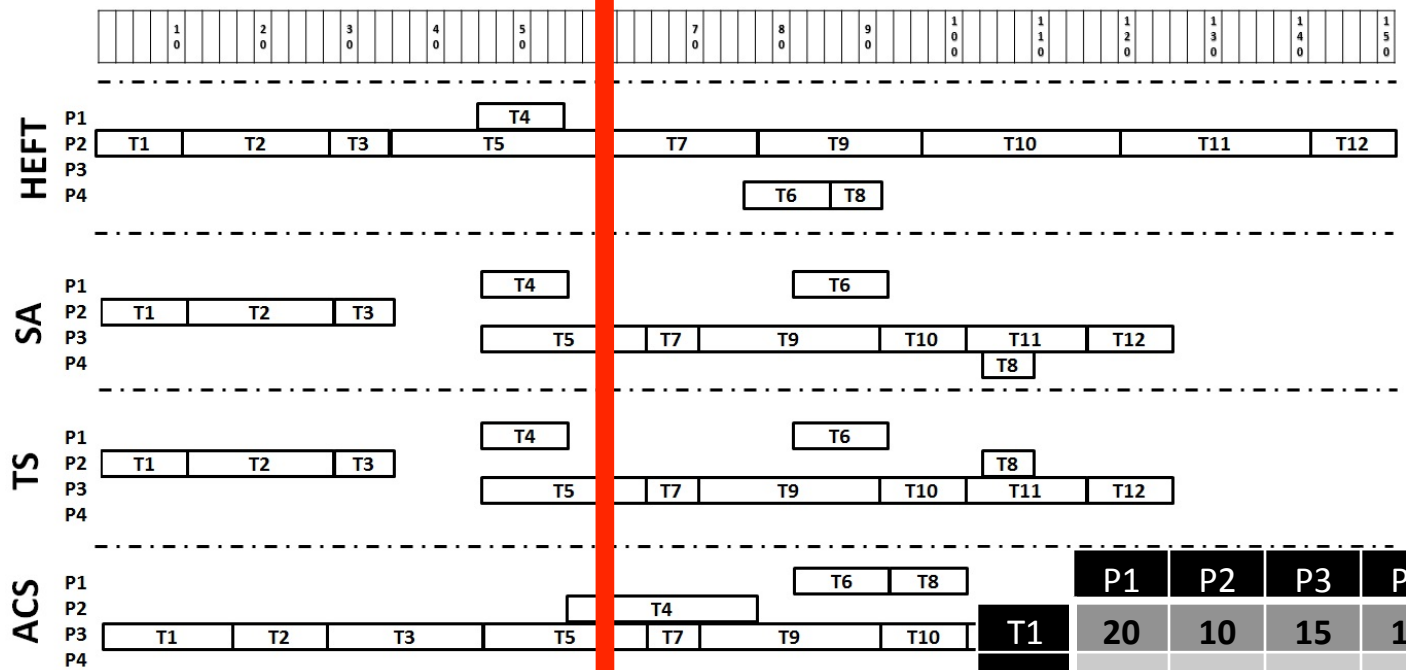 10 20 30 40 50 70 80 90 100 110 120 130 140 150
HEFT
P1 T4
P2 T1 T2 T3 T5 T7 T9 T10 T11 T12
P3
P4 T6 T8
SA
P1 T4 T6
P2 T1 T2 T3
P3 T5 T7 T9 T10 T11 T12
P4 T8
TS
P1 T4 T6
P2 T1 T2 T3 T8
P3 T5 T7 T9 T10 T11 T12
P4
ACS
P1 T6 T8
P2 T4
P3 T1 T2 T3 T5 T7 T9 T10
P4
P1 P2 P3
T1 20 10 15